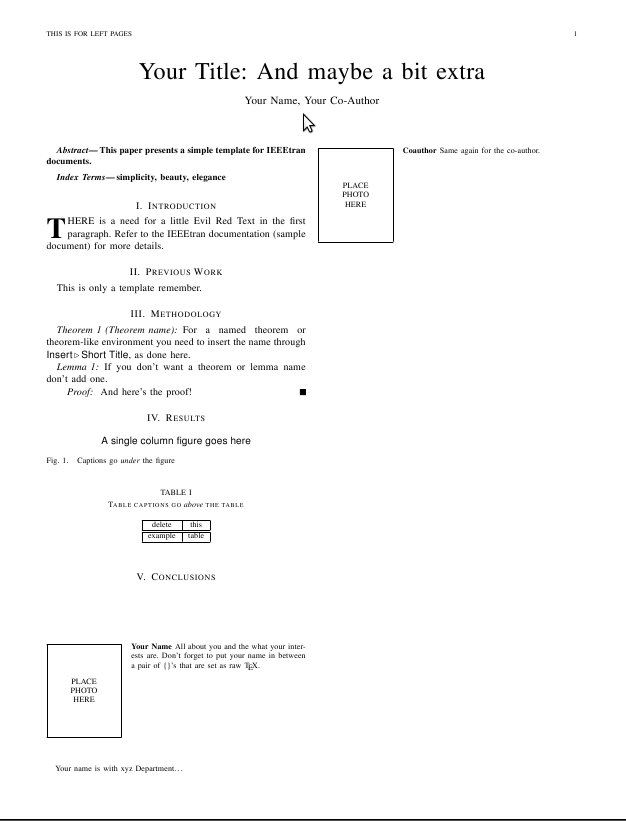 THIS IS FOR LEFT PAGES 1
Your Title: And maybe a bit extra
Your Name, Your Co-Author
Abstract—This paper presents a simple template for IEEEtran
documents.
Index Terms—simplicity, beauty, elegance
I. INTRODUCTION
THERE is a need for a little Evil Red Text in the first
paragraph. Refer to the IEEEtran documentation (sample
document) for more details.
II. PREVIOUS WORK
This is only a template remember.
III. METHODOLOGY
Theorem 1 (Theorem name): For a named theorem or
theorem-like environment you need to insert the name through
Insert▷Short Title, as done here.
Lemma 1: If you don't want a theorem or lemma name
don't add one.
Proof: And here's the proof! ■
IV. RESULTS
A single column figure goes here
Fig. 1. Captions go under the figure
TABLE I
TABLE CAPTIONS GO above THE TABLE
delete this
example table
V. CONCLUSIONS
PLACE
PHOTO
HERE
Your Name All about you and the what your inter-
ests are. Don't forget to put your name in between
a pair of {}'s that are set as raw TEX.
Your name is with xyz Department…
PLACE
PHOTO
HERE
Coauthor Same again for the co-author.